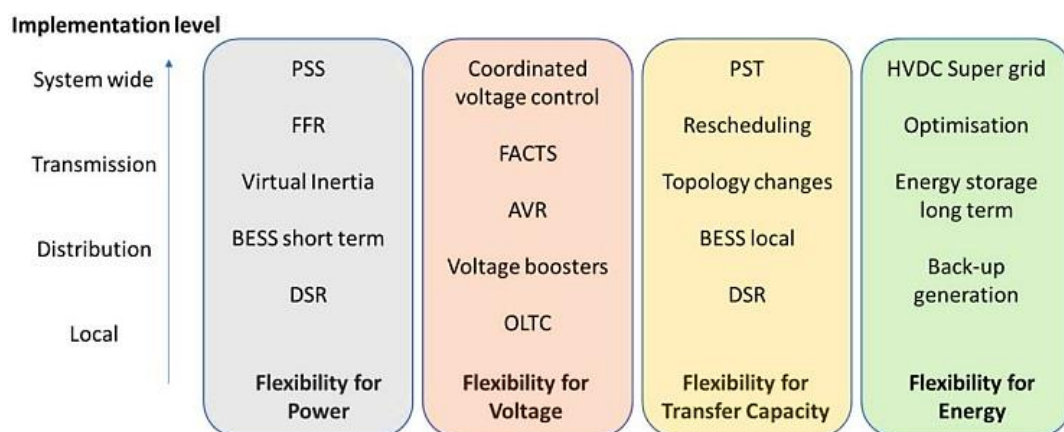 Implementation level
System wide
Transmission
Distribution
Local
PSS
FFR
Virtual Inertia
BESS short term
DSR
Flexibility for
Power
Coordinated
voltage control
FACTS
AVR
Voltage boosters
OLTC
Flexibility for
Voltage
PST
Rescheduling
Topology changes
BESS local
DSR
Flexibility for
Transfer Capacity
HVDC Super grid
Optimisation
Energy storage
long term
Back-up
generation
Flexibility for
Energy